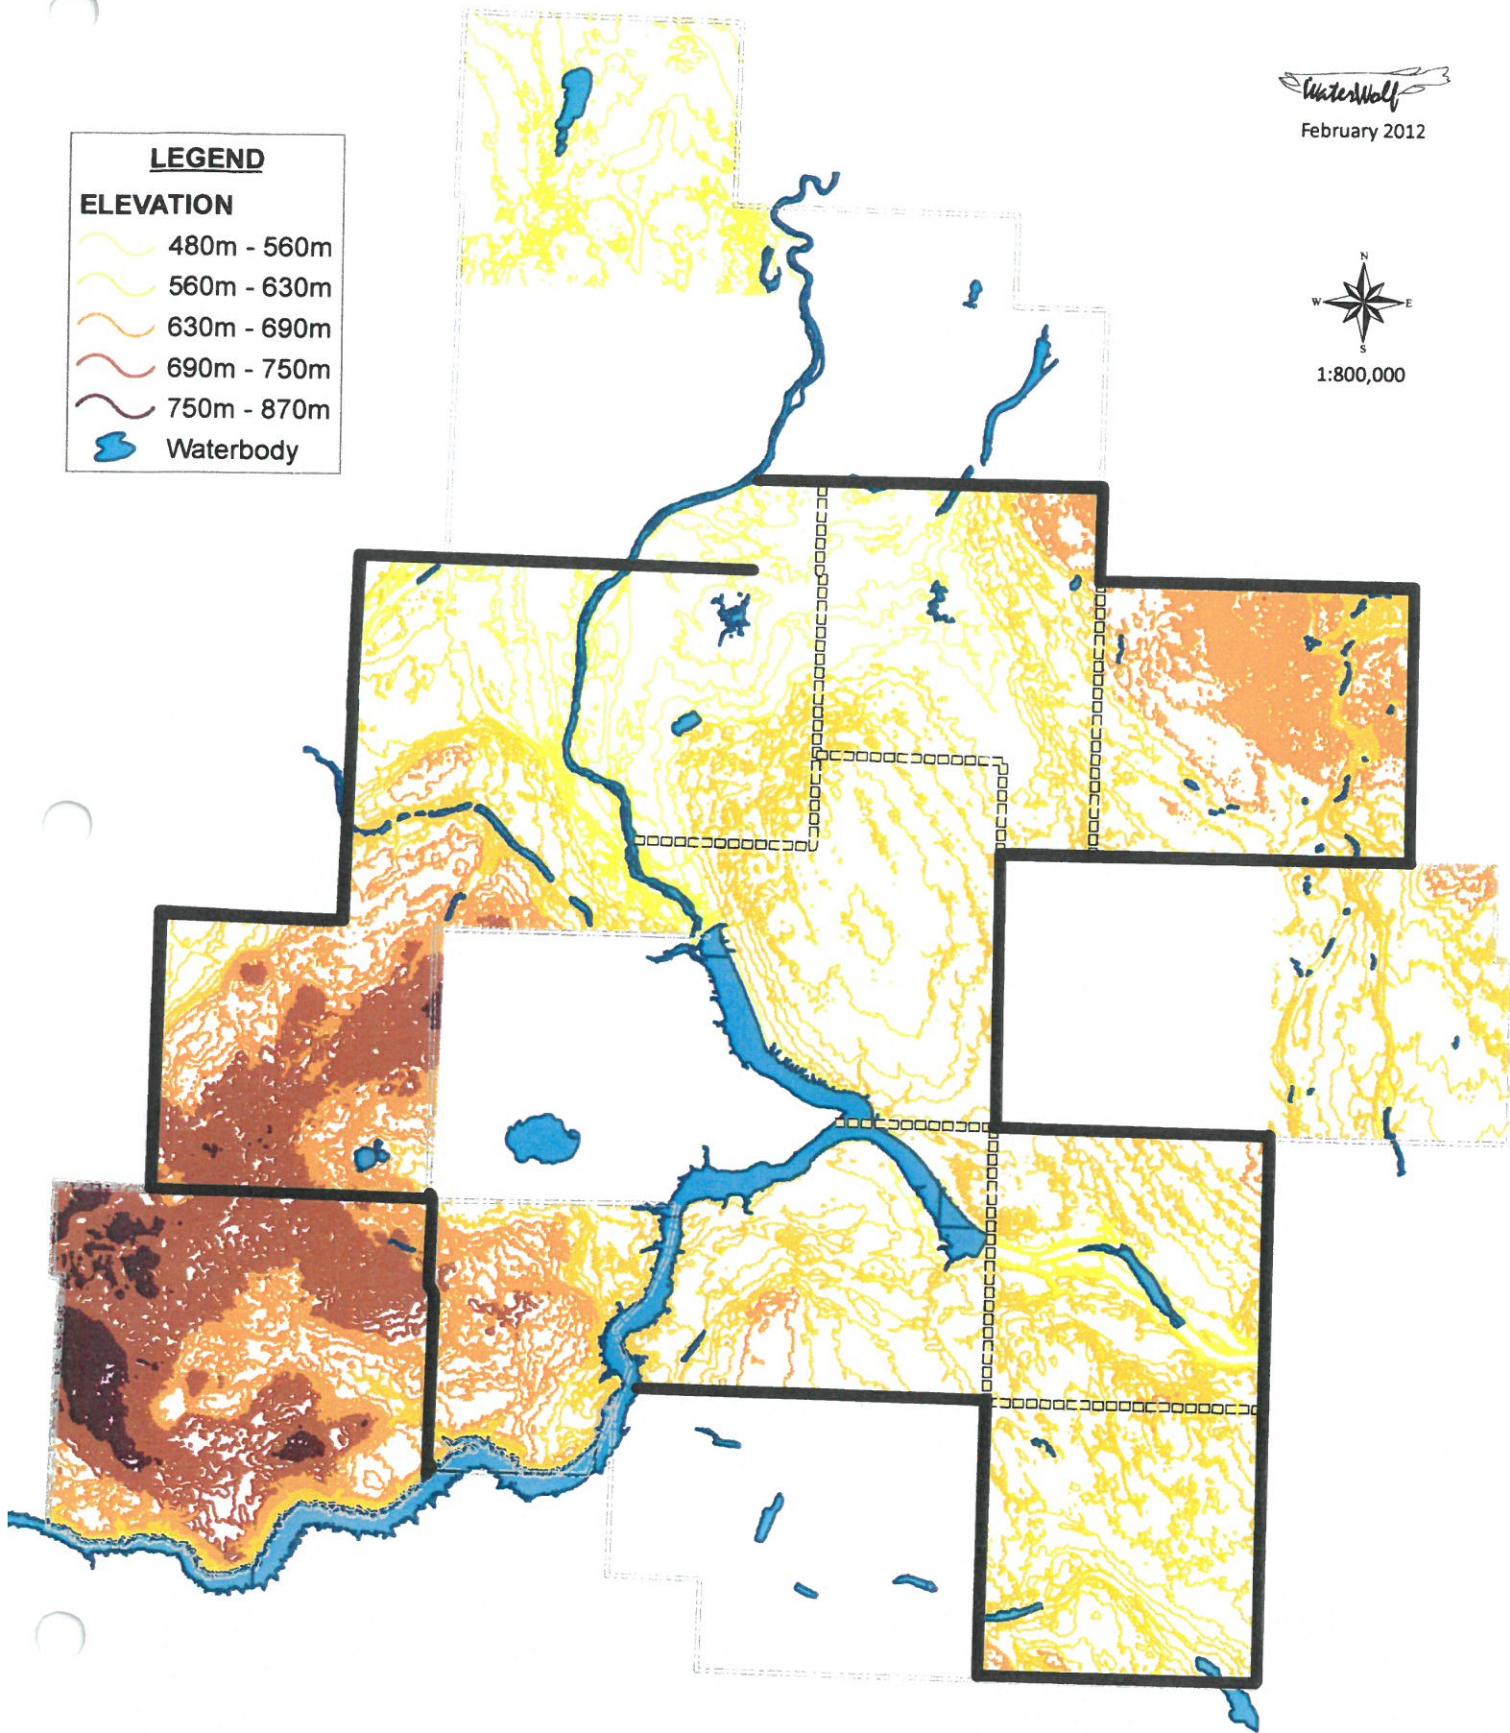 WaterWolf
February 2012
LEGEND
ELEVATION
480m - 560m
560m - 630m
630m - 690m
690m - 750m
750m - 870m
Waterbody
N
W
E
S
1:800,000